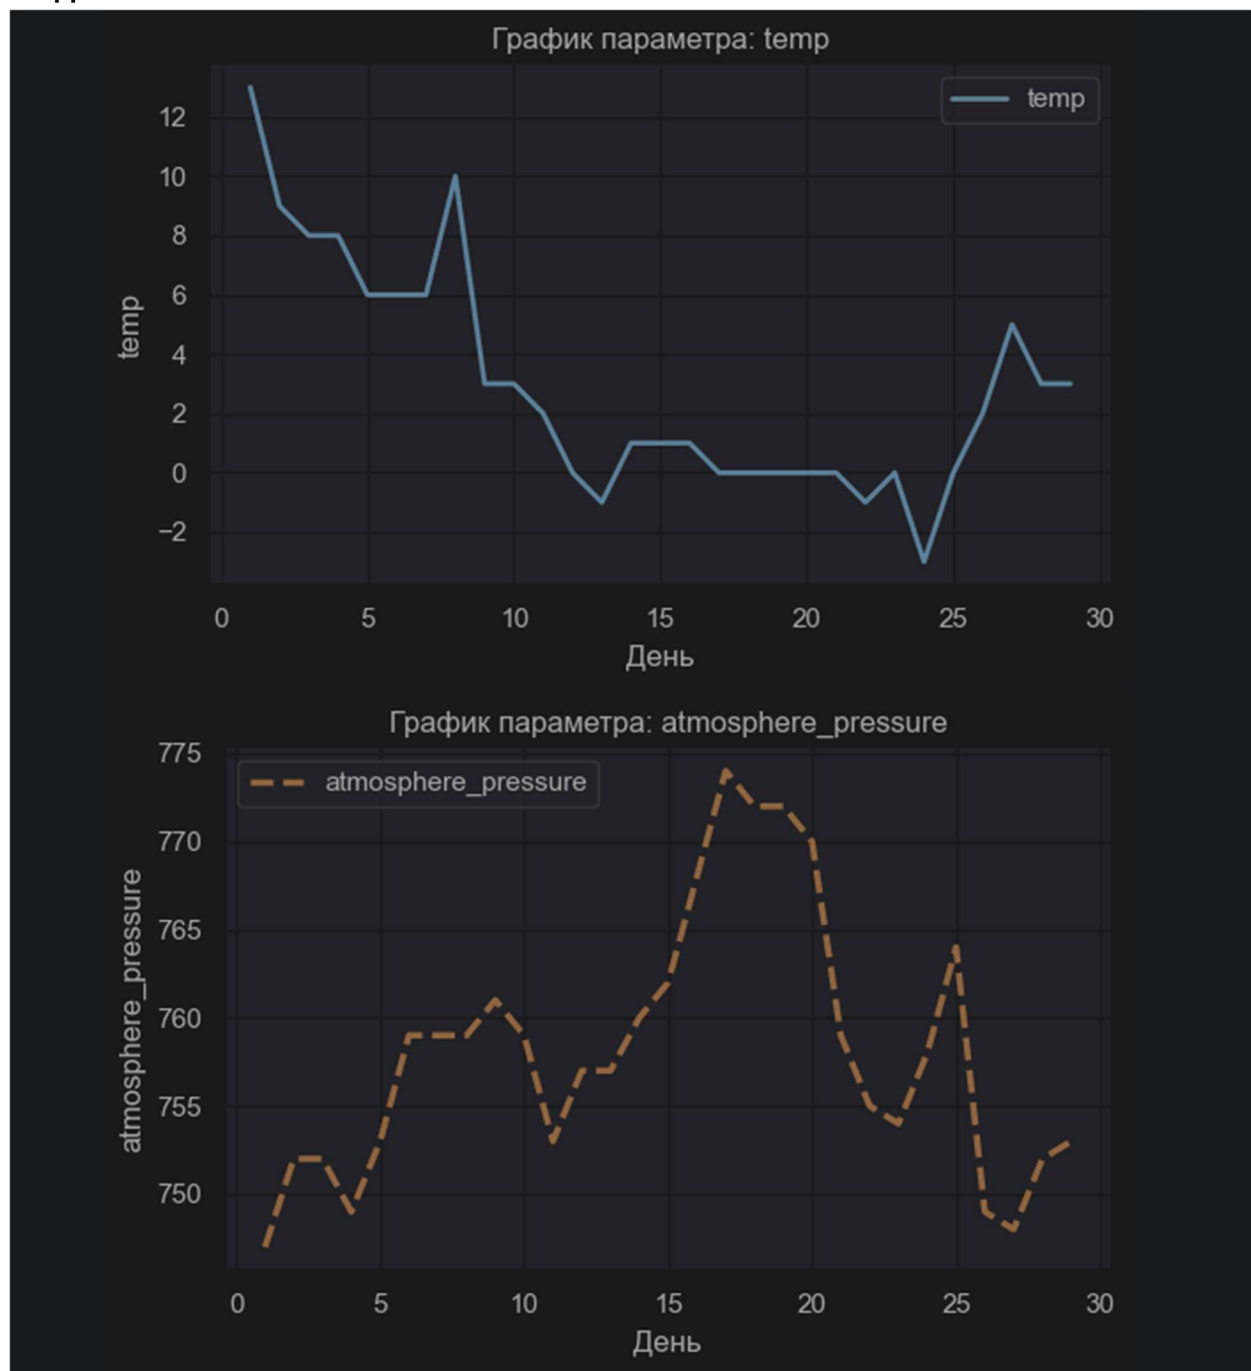 График параметра: temp
temp
12
10
8
6
4
2
0
−2
temp
0 5 10 15 20 25 30
День
График параметра: atmosphere_pressure
atmosphere_pressure
775
770
765
760
755
750
atmosphere_pressure
0 5 10 15 20 25 30
День